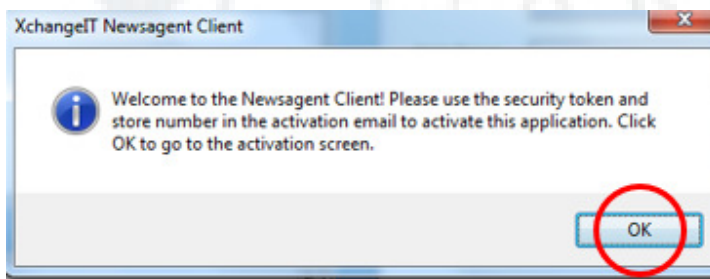 XchangeIT Newsagent Client
Welcome to the Newsagent Client! Please use the security token and
store number in the activation email to activate this application. Click
OK to go to the activation screen.
OK